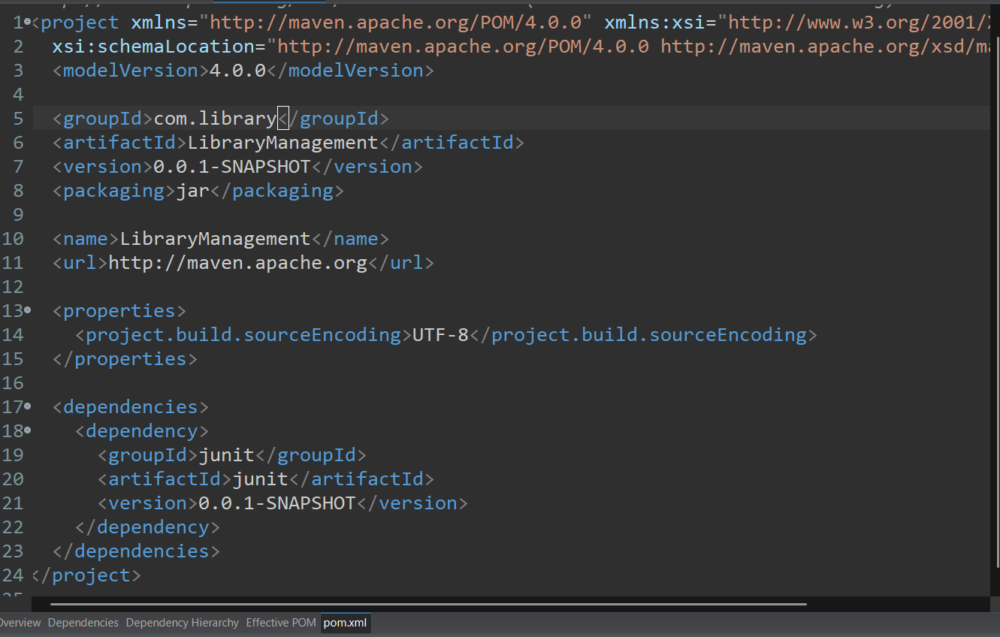 1 <project xmlns="http://maven.apache.org/POM/4.0.0" xmlns:xsi="http://www.w3.org/2001/
2 xsi:schemaLocation="http://maven.apache.org/POM/4.0.0 http://maven.apache.org/xsd/
3 <modelVersion>4.0.0</modelVersion>
4
5 <groupId>com.library</groupId>
6 <artifactId>LibraryManagement</artifactId>
7 <version>0.0.1-SNAPSHOT</version>
8 <packaging>jar</packaging>
9
10 <name>LibraryManagement</name>
11 <url>http://maven.apache.org</url>
12
13 <properties>
14 <project.build.sourceEncoding>UTF-8</project.build.sourceEncoding>
15 </properties>
16
17 <dependencies>
18 <dependency>
19 <groupId>junit</groupId>
20 <artifactId>junit</artifactId>
21 <version>0.0.1-SNAPSHOT</version>
22 </dependency>
23 </dependencies>
24 </project>
Overview Dependencies Dependency Hierarchy Effective POM pom.xml